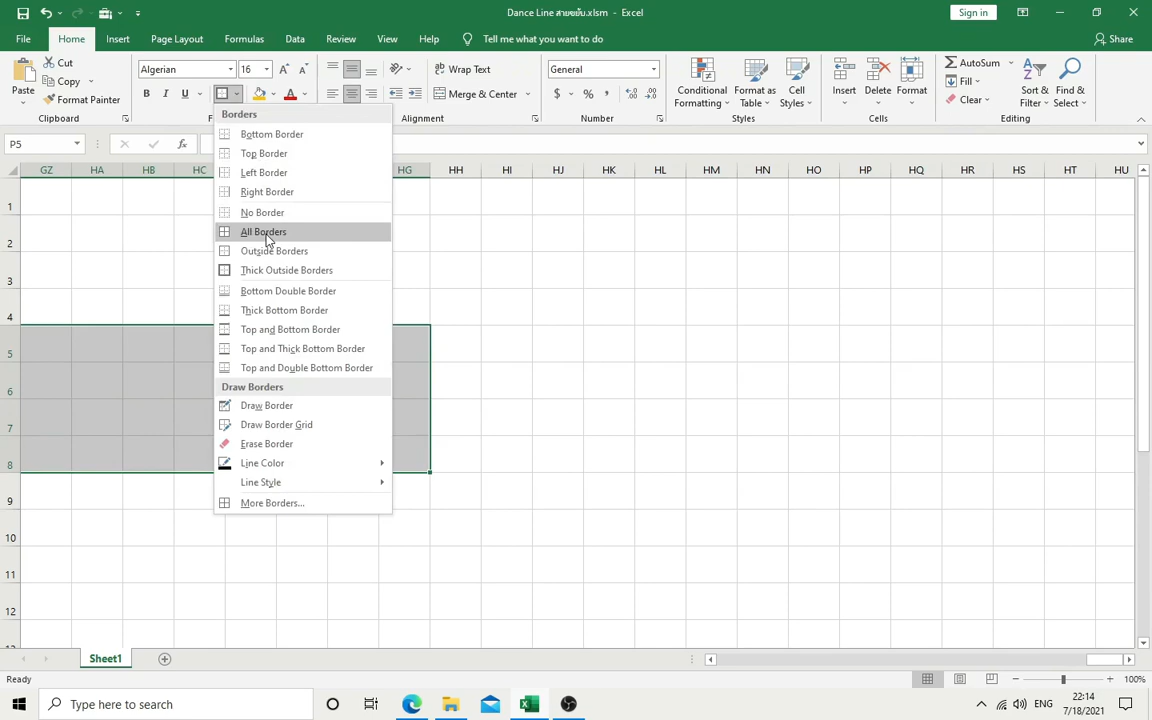 Dance Line สายขยับ.xlsm - Excel
Sign in
File Home Insert Page Layout Formulas Data Review View Help Tell me what you want to do Share
Cut
Copy
Format Painter
Paste
Clipboard
Algerian 16
B I U
Wrap Text
Merge & Center
Alignment
General
$ % ,
Number
Conditional Formatting
Format as Table
Cell Styles
Styles
Insert Delete Format
Cells
AutoSum
Fill
Clear
Sort & Filter
Find & Select
Editing
P5
fx
GZ HA HB HC HG HH HI HJ HK HL HM HN HO HP HQ HR HS HT HU
1
2
3
4
5
6
7
8
9
10
11
12
Borders
Bottom Border
Top Border
Left Border
Right Border
No Border
All Borders
Outside Borders
Thick Outside Borders
Bottom Double Border
Thick Bottom Border
Top and Bottom Border
Top and Thick Bottom Border
Top and Double Bottom Border
Draw Borders
Draw Border
Draw Border Grid
Erase Border
Line Color
Line Style
More Borders...
Sheet1
Ready
100%
Type here to search
ENG
22:14
7/18/2021